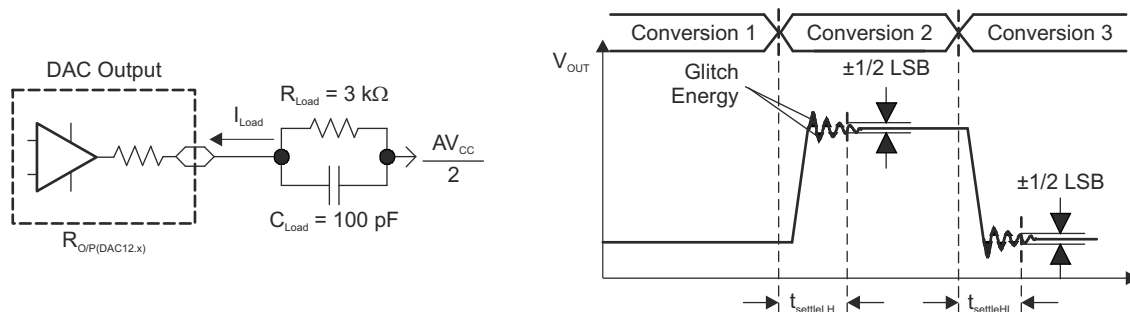 DAC Output
R_Load = 3 kΩ
I_Load
AV_CC
2
C_Load = 100 pF
R_O/P(DAC12.x)
Conversion 1
Conversion 2
Conversion 3
V_OUT
Glitch
Energy
±1/2 LSB
±1/2 LSB
t_settleLH
t_settleHL